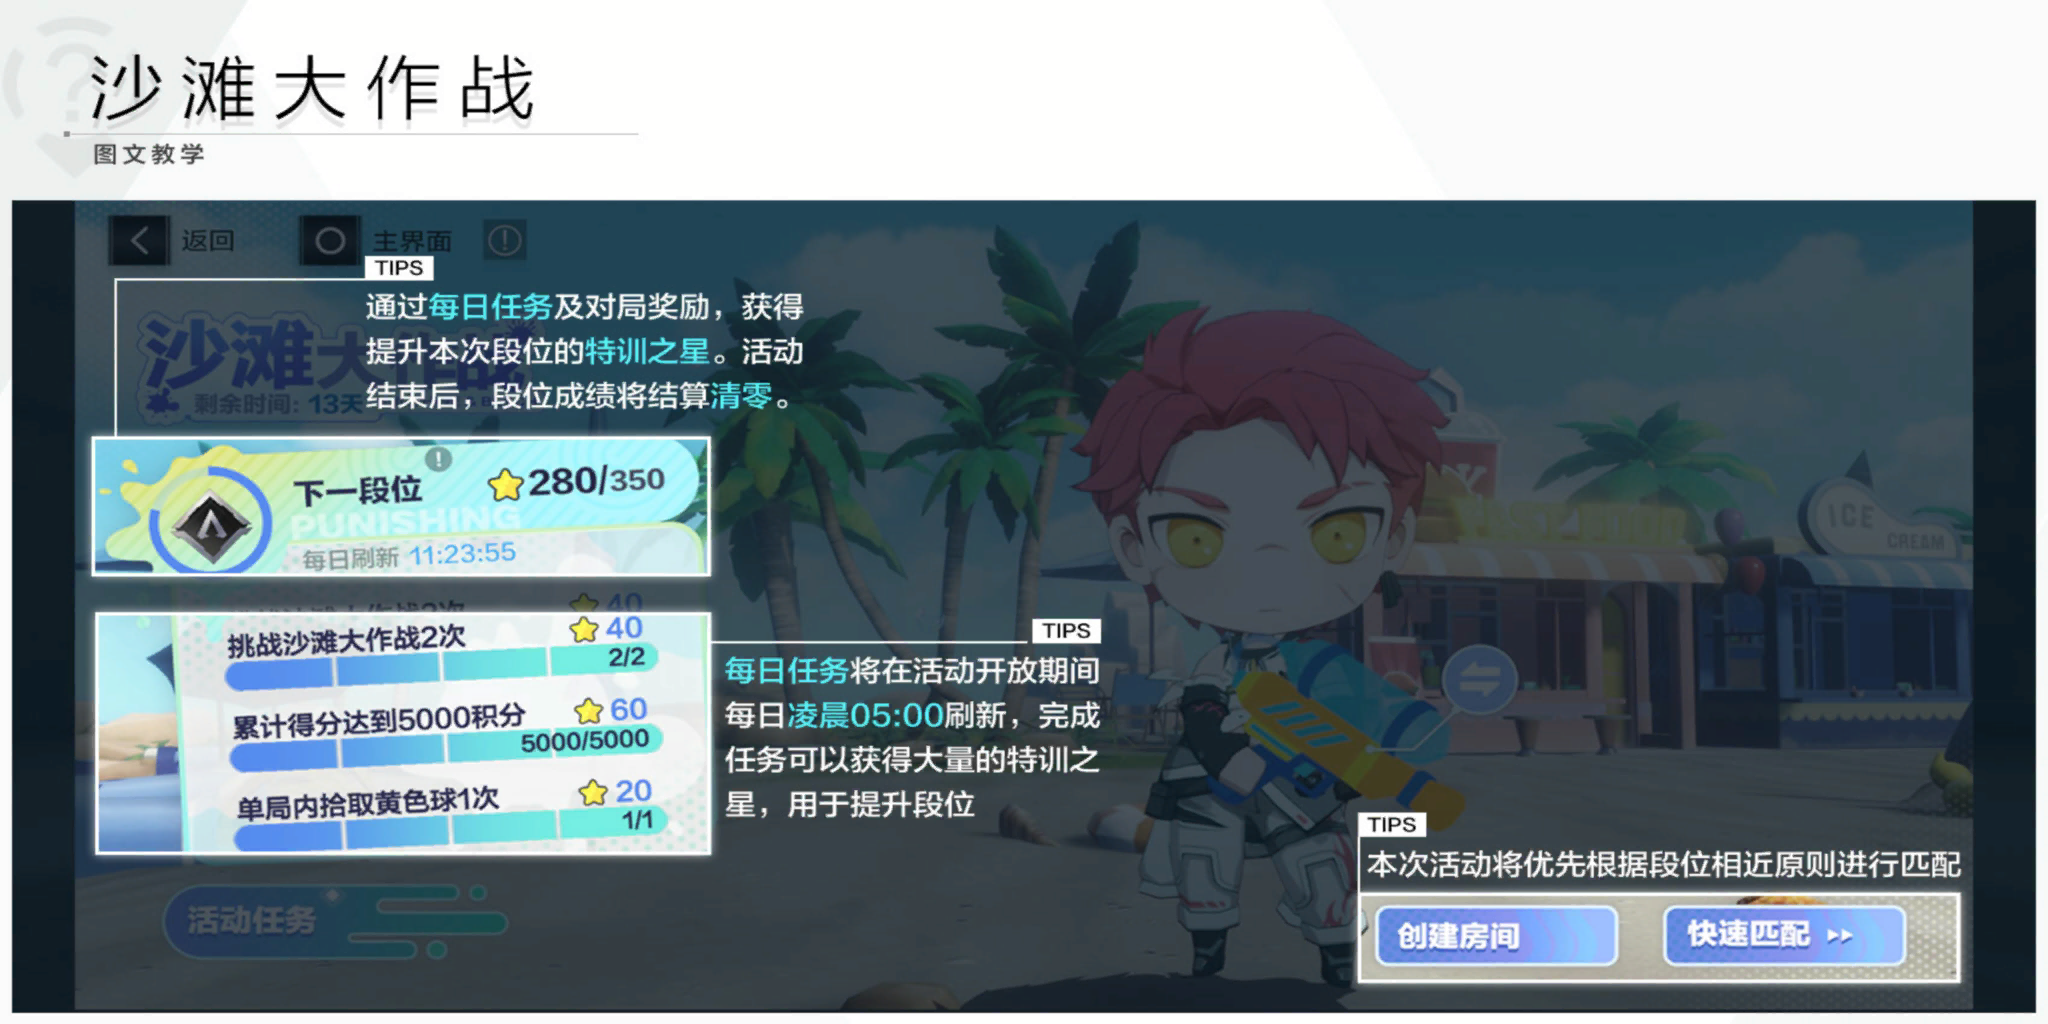 沙滩大作战
图文教学
返回
主界面
TIPS
通过每日任务及对局奖励，获得
提升本次段位的特训之星。活动
结束后，段位成绩将结算清零。
沙滩大作战
剩余时间: 13天
下一段位
280/350
PUNISHING
每日刷新 11:23:55
40
挑战沙滩大作战2次
40
2/2
累计得分达到5000积分
60
5000/5000
单局内拾取黄色球1次
20
1/1
TIPS
每日任务将在活动开放期间
每日凌晨05:00刷新，完成
任务可以获得大量的特训之
星，用于提升段位
活动任务
FAST FOOD
ICE
CREAM
TIPS
本次活动将优先根据段位相近原则进行匹配
创建房间
快速匹配